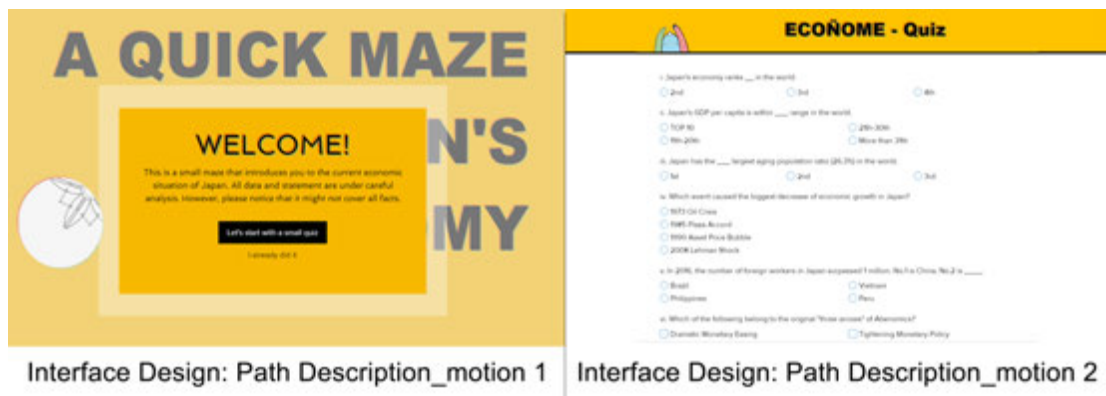 A QUICK MAZE
N'S
MY
WELCOME!
This is a small maze that introduces you to the current economic
situation of Japan. All data and statement are under careful
analysis. However, please notice that it might not cover all facts.
Let's start with a small quiz
I already did it
Interface Design: Path Description_motion 1
ECOÑOME - Quiz
i. Japan's economy ranks __ in the world.
2nd 3rd 4th
ii. Japan's GDP per capita is within ___ range in the world.
TOP 10 21th-30th
11th-20th More than 31th
iii. Japan has the ___ largest aging population ratio (26.3%) in the world.
1st 2nd 3rd
iv. Which event caused the biggest decrease of economic growth in Japan?
1973 Oil Crisis
1985 Plaza Accord
1990 Asset Price Bubble
2008 Lehman Shock
v. In 2016, the number of foreign workers in Japan surpassed 1 million. No.1 is China, No.2 is _____.
Brazil Vietnam
Philippines Peru
vi. Which of the following belong to the original "three arrows" of Abenomics?
Dramatic Monetary Easing Tightening Monetary Policy
Interface Design: Path Description_motion 2